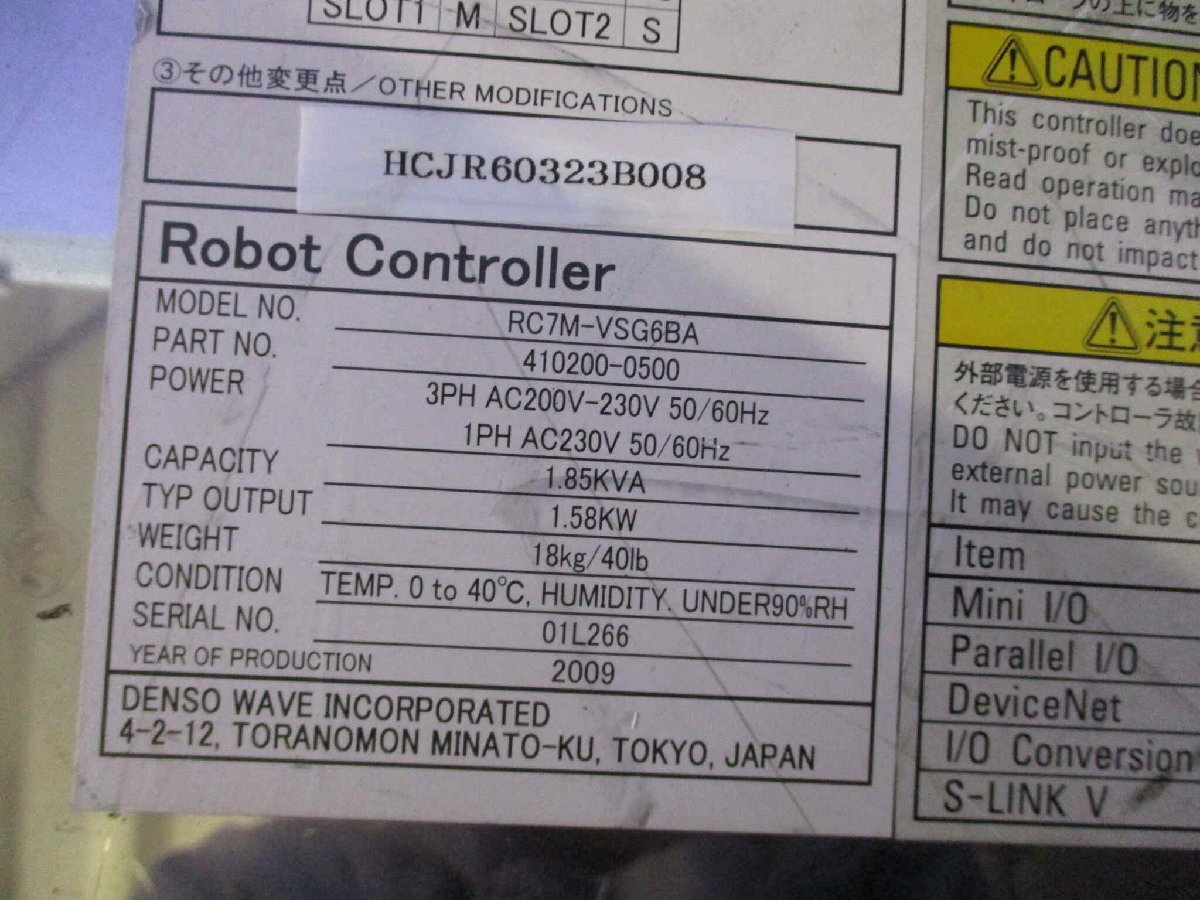 SLOT1 M SLOT2 S
③その他変更点／OTHER MODIFICATIONS
HCJR60323B008
Robot Controller
MODEL NO. RC7M-VSG6BA
PART NO. 410200-0500
POWER 3PH AC200V-230V 50/60Hz
1PH AC230V 50/60Hz
CAPACITY 1.85KVA
TYP OUTPUT 1.58KW
WEIGHT 18kg/40lb
CONDITION TEMP. 0 to 40℃, HUMIDITY. UNDER90%RH
SERIAL NO. 01L266
YEAR OF PRODUCTION 2009
DENSO WAVE INCORPORATED
4-2-12, TORANOMON MINATO-KU, TOKYO, JAPAN
の上に物を
CAUTION
This controller doe
mist-proof or explo
Read operation ma
Do not place anyth
and do not impact
注意
外部電源を使用する場合
ください。コントローラ故
DO NOT input the
external power sou
It may cause the c
Item
Mini I/O
Parallel I/O
DeviceNet
I/O Conversion
S-LINK V